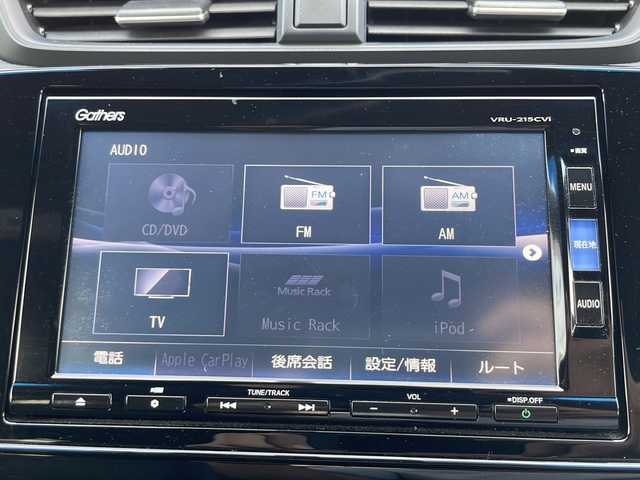 Gathers
VRU-215CVi
AUDIO
画質
CD/DVD
FM
FM
AM
AM
MENU
現在地
AUDIO
TV
Music Rack
Music Rack
iPod
電話
Apple CarPlay
後席会話
設定/情報
ルート
TUNE/TRACK
VOL
DISP.OFF